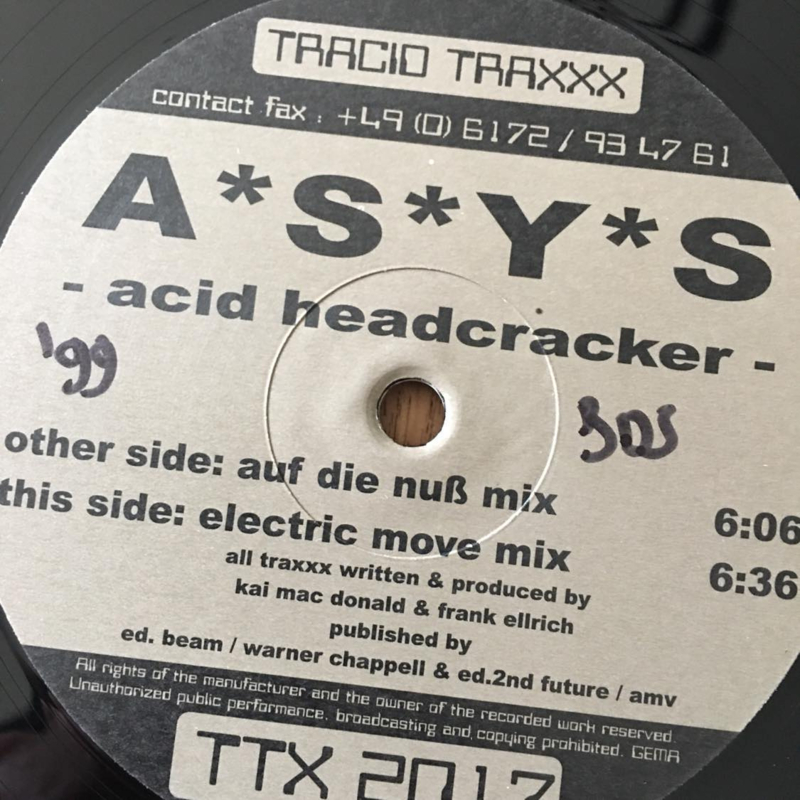 TRACID TRAXXX
contact fax : +49 (0) 6172 / 93 47 61
A*S*Y*S
- acid headcracker -
'99
other side: auf die nuß mix 6:06
this side: electric move mix 6:36
all traxxx written & produced by
kai mac donald & frank ellrich
published by
ed. beam / warner chappell & ed.2nd future / amv
All rights of the manufacturer and the owner of the recorded work reserved.
Unauthorized public performance, broadcasting and copying prohibited. GEMA
TTX 2017